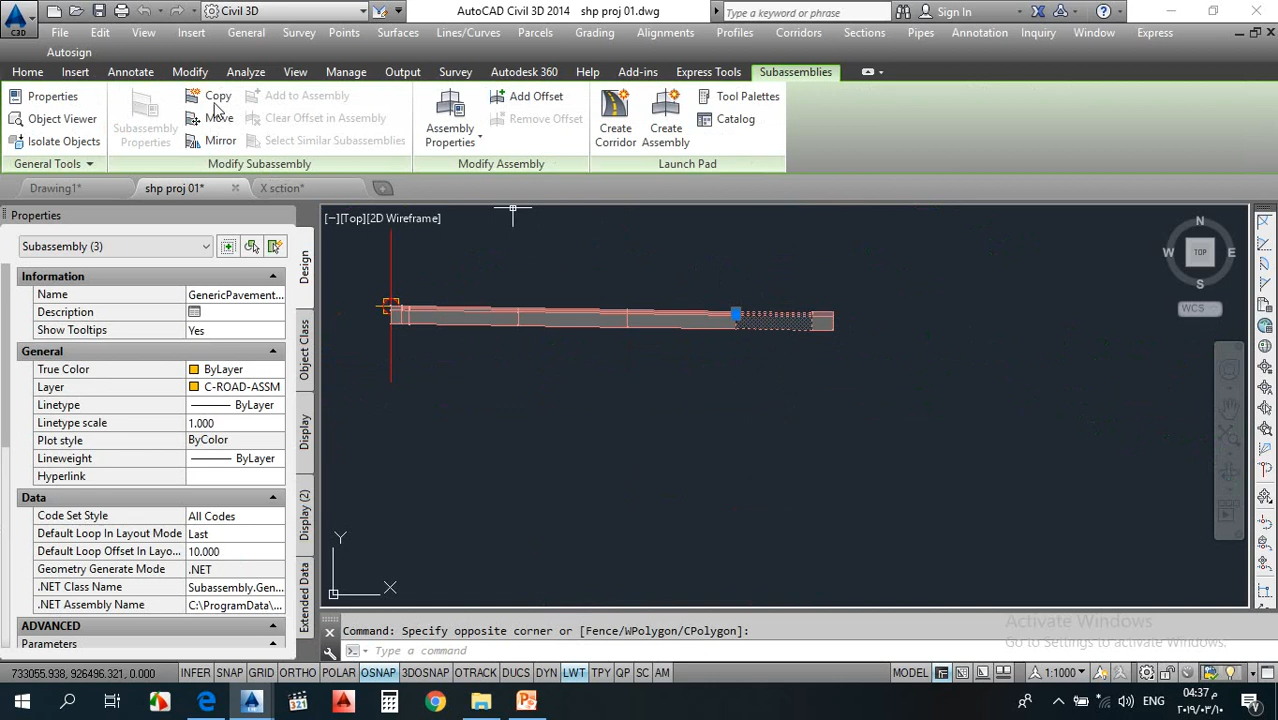 Civil 3D
AutoCAD Civil 3D 2014 shp proj 01.dwg
Type a keyword or phrase
Sign In
C3D
File Edit View Insert General Survey Points Surfaces Lines/Curves Parcels Grading Alignments Profiles Corridors Sections Pipes Annotation Inquiry Window Express
Autosign
Home Insert Annotate Modify Analyze View Manage Output Survey Autodesk 360 Help Add-ins Express Tools Subassemblies
Properties
Object Viewer
Isolate Objects
General Tools
Subassembly Properties
Copy
Move
Mirror
Add to Assembly
Clear Offset in Assembly
Select Similar Subassemblies
Modify Subassembly
Assembly Properties
Add Offset
Remove Offset
Modify Assembly
Create Corridor
Create Assembly
Tool Palettes
Catalog
Launch Pad
Drawing1* shp proj 01* X sction*
Properties
Subassembly (3)
Information
Name GenericPavement...
Description
Show Tooltips Yes
General
True Color ByLayer
Layer C-ROAD-ASSM
Linetype ByLayer
Linetype scale 1.000
Plot style ByColor
Lineweight ByLayer
Hyperlink
Data
Code Set Style All Codes
Default Loop In Layout Mode Last
Default Loop Offset In Layo... 10.000
Geometry Generate Mode .NET
.NET Class Name Subassembly.Gen...
.NET Assembly Name C:\ProgramData\...
ADVANCED
Parameters
Design
Object Class
Display
Display (2)
Extended Data
[−][Top][2D Wireframe]
N
W TOP E
S
WCS
Y
X
Command: Specify opposite corner or [Fence/WPolygon/CPolygon]:
Type a command
Activate Windows
Go to Settings to activate Windows.
733055.938, 926496.321, 0.000 INFER SNAP GRID ORTHO POLAR OSNAP 3DOSNAP OTRACK DUCS DYN LWT TPY QP SC AM MODEL 1:1000
ENG
04:37 م
٢٠١٩/٠٣/١٠